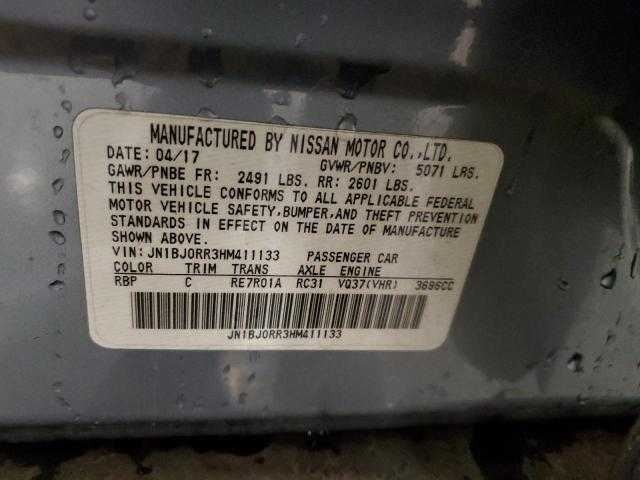 MANUFACTURED BY NISSAN MOTOR CO.,LTD.
DATE: 04/17 GVWR/PNBV: 5071 LBS.
GAWR/PNBE FR: 2491 LBS. RR: 2601 LBS.
THIS VEHICLE CONFORMS TO ALL APPLICABLE FEDERAL
MOTOR VEHICLE SAFETY,BUMPER,AND THEFT PREVENTION
STANDARDS IN EFFECT ON THE DATE OF MANUFACTURE
SHOWN ABOVE.
VIN: JN1BJ0RR3HM411133 PASSENGER CAR
COLOR TRIM TRANS AXLE ENGINE
RBP C RE7R01A RC31 VQ37(VHR) 3696CC
JN1BJ0RR3HM411133